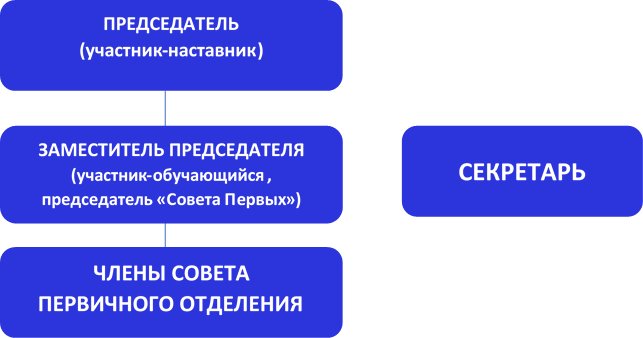 ПРЕДСЕДАТЕЛЬ
(участник-наставник)
ЗАМЕСТИТЕЛЬ ПРЕДСЕДАТЕЛЯ
(участник-обучающийся ,
председатель «Совета Первых»)
СЕКРЕТАРЬ
ЧЛЕНЫ СОВЕТА
ПЕРВИЧНОГО ОТДЕЛЕНИЯ